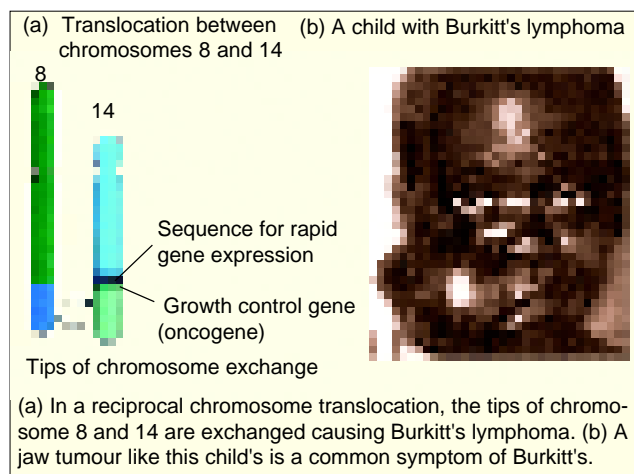 (a) Translocation between
chromosomes 8 and 14
(b) A child with Burkitt's lymphoma
8
14
Sequence for rapid
gene expression
Growth control gene
(oncogene)
Tips of chromosome exchange
(a) In a reciprocal chromosome translocation, the tips of chromo-
some 8 and 14 are exchanged causing Burkitt's lymphoma. (b) A
jaw tumour like this child's is a common symptom of Burkitt's.